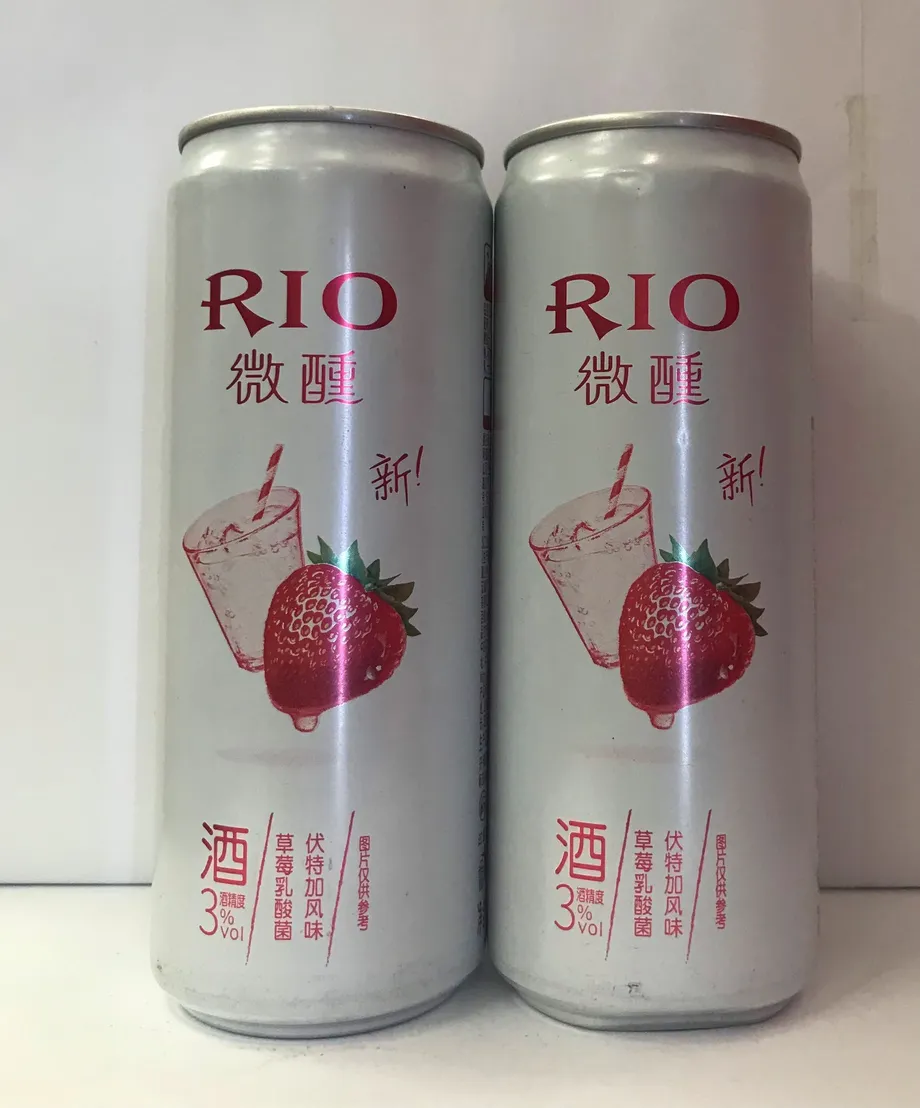 RIO
微醺
新!
酒
酒精度
3%vol
草莓乳酸菌
伏特加风味
图片仅供参考
RIO
微醺
新!
酒
酒精度
3%vol
草莓乳酸菌
伏特加风味
图片仅供参考